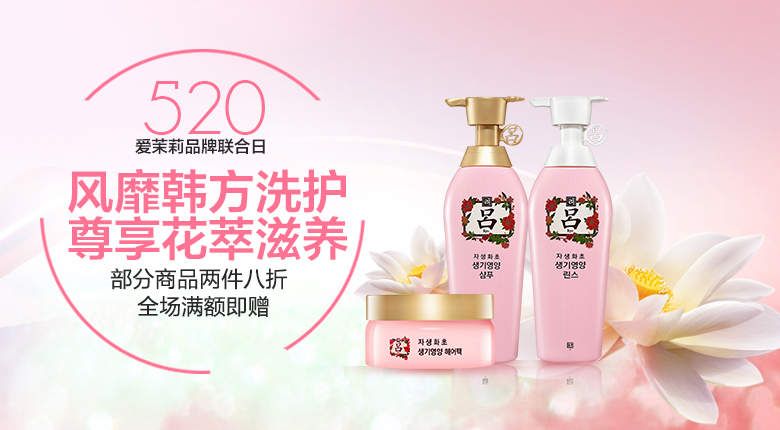 520
爱茉莉品牌联合日
风靡韩方洗护
尊享花萃滋养
部分商品两件八折
全场满额即赠
呂
자생화초
생기영양
샴푸
呂
자생화초
생기영양
린스
呂
자생화초
생기영양 헤어팩
呂